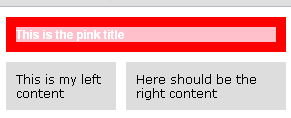 This is the pink title
This is my left
content
Here should be the
right content